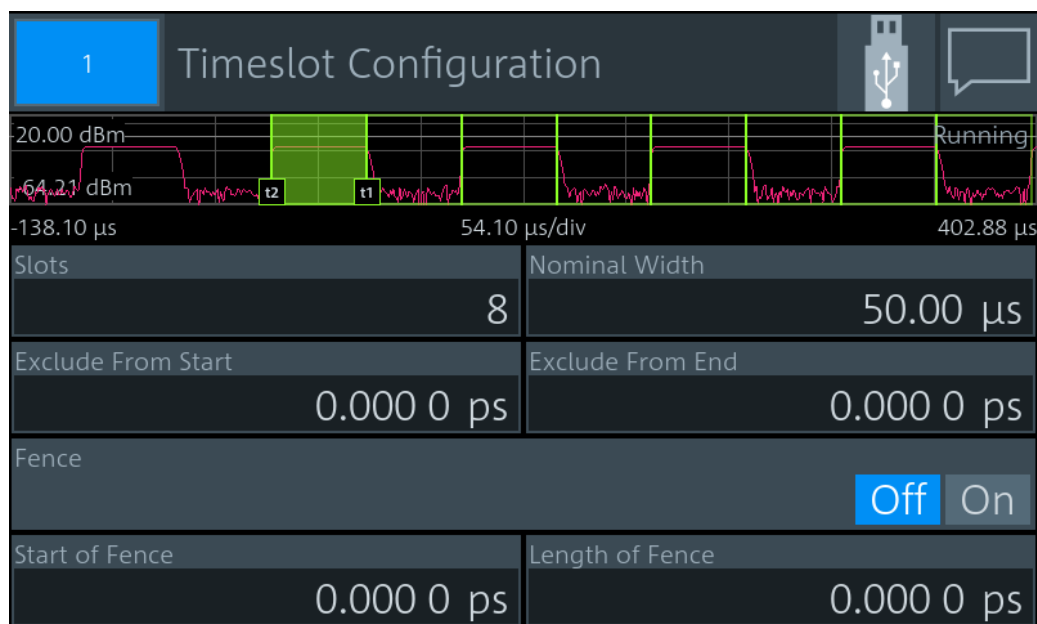 1 Timeslot Configuration
20.00 dBm Running
-64.21 dBm t2 t1
-138.10 µs 54.10 µs/div 402.88 µs
Slots Nominal Width
8 50.00 µs
Exclude From Start Exclude From End
0.000 0 ps 0.000 0 ps
Fence
Off On
Start of Fence Length of Fence
0.000 0 ps 0.000 0 ps